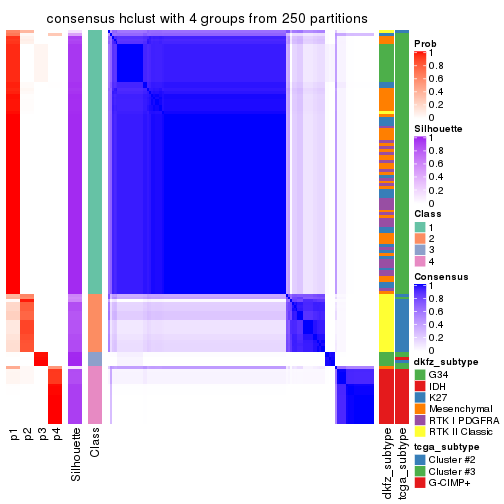 consensus hclust with 4 groups from 250 partitions
Prob
1
0.8
0.6
0.4
0.2
0
Silhouette
1
0.8
0.6
0.4
0.2
0
Class
1
2
3
4
Consensus
1
0.8
0.6
0.4
0.2
0
dkfz_subtype
G34
IDH
K27
Mesenchymal
RTK I PDGFRA
RTK II Classic
tcga_subtype
Cluster #2
Cluster #3
G-CIMP+
p1
p2
p3
p4
Silhouette
Class
dkfz_subtype
tcga_subtype